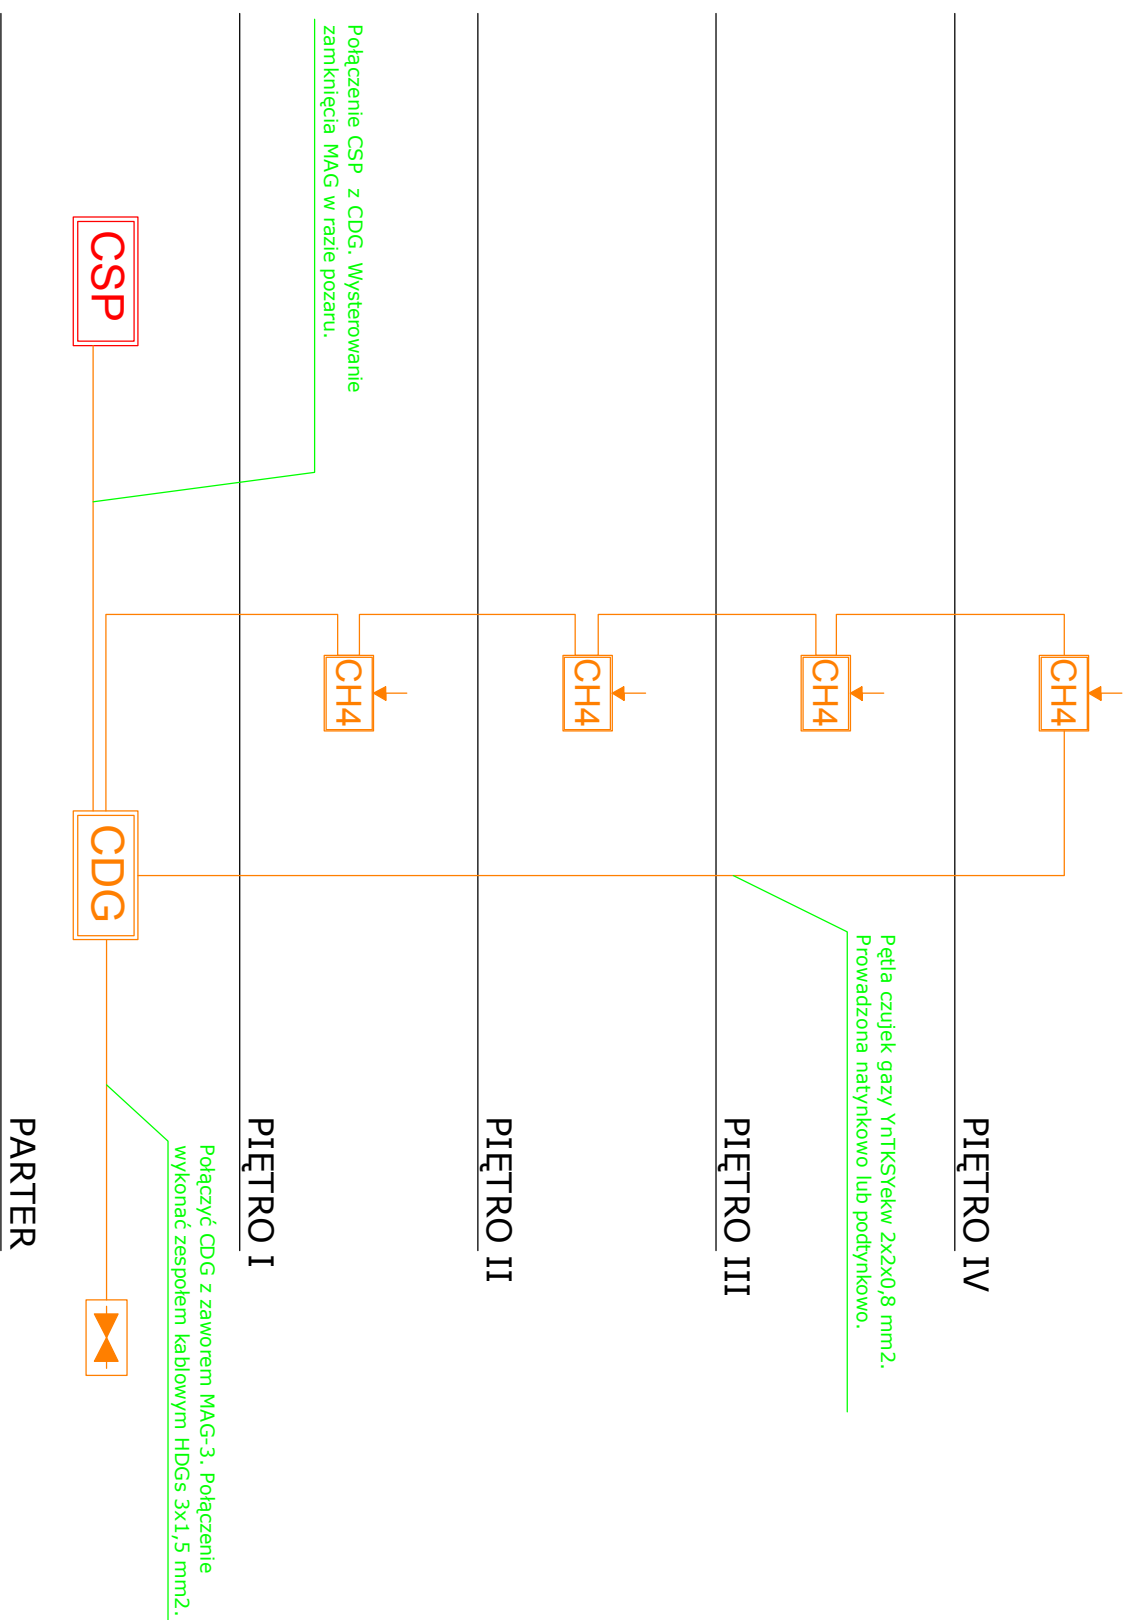 PIĘTRO IV
CH4
Pętla czujek gazy YnTKSYekw 2x2x0,8 mm2.
Prowadzona natynkowo lub podtynkowo.
PIĘTRO III
CH4
PIĘTRO II
CH4
Połączenie CSP z CDG. Wysterowanie
zamknięcia MAG w razie pozaru.
CH4
PIĘTRO I
Połączyć CDG z zaworem MAG-3. Połączenie
wykonać zespołem kablowym HDGs 3x1,5 mm2.
CSP
CDG
PARTER